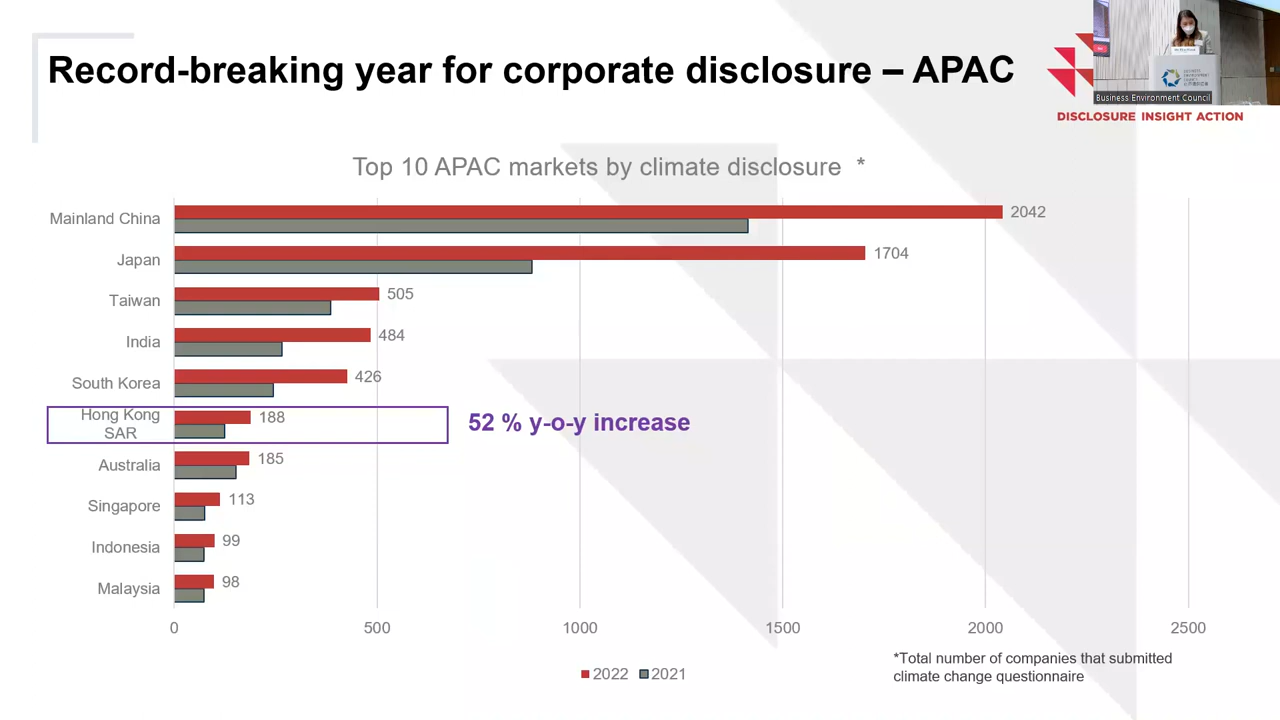 Record-breaking year for corporate disclosure – APAC
Business Environment Council
DISCLOSURE INSIGHT ACTION
Top 10 APAC markets by climate disclosure *
Mainland China
2042
Japan
1704
Taiwan
505
India
484
South Korea
426
Hong Kong
SAR
188
52 % y-o-y increase
Australia
185
Singapore
113
Indonesia
99
Malaysia
98
0
500
1000
1500
2000
2500
2022
2021
*Total number of companies that submitted
climate change questionnaire